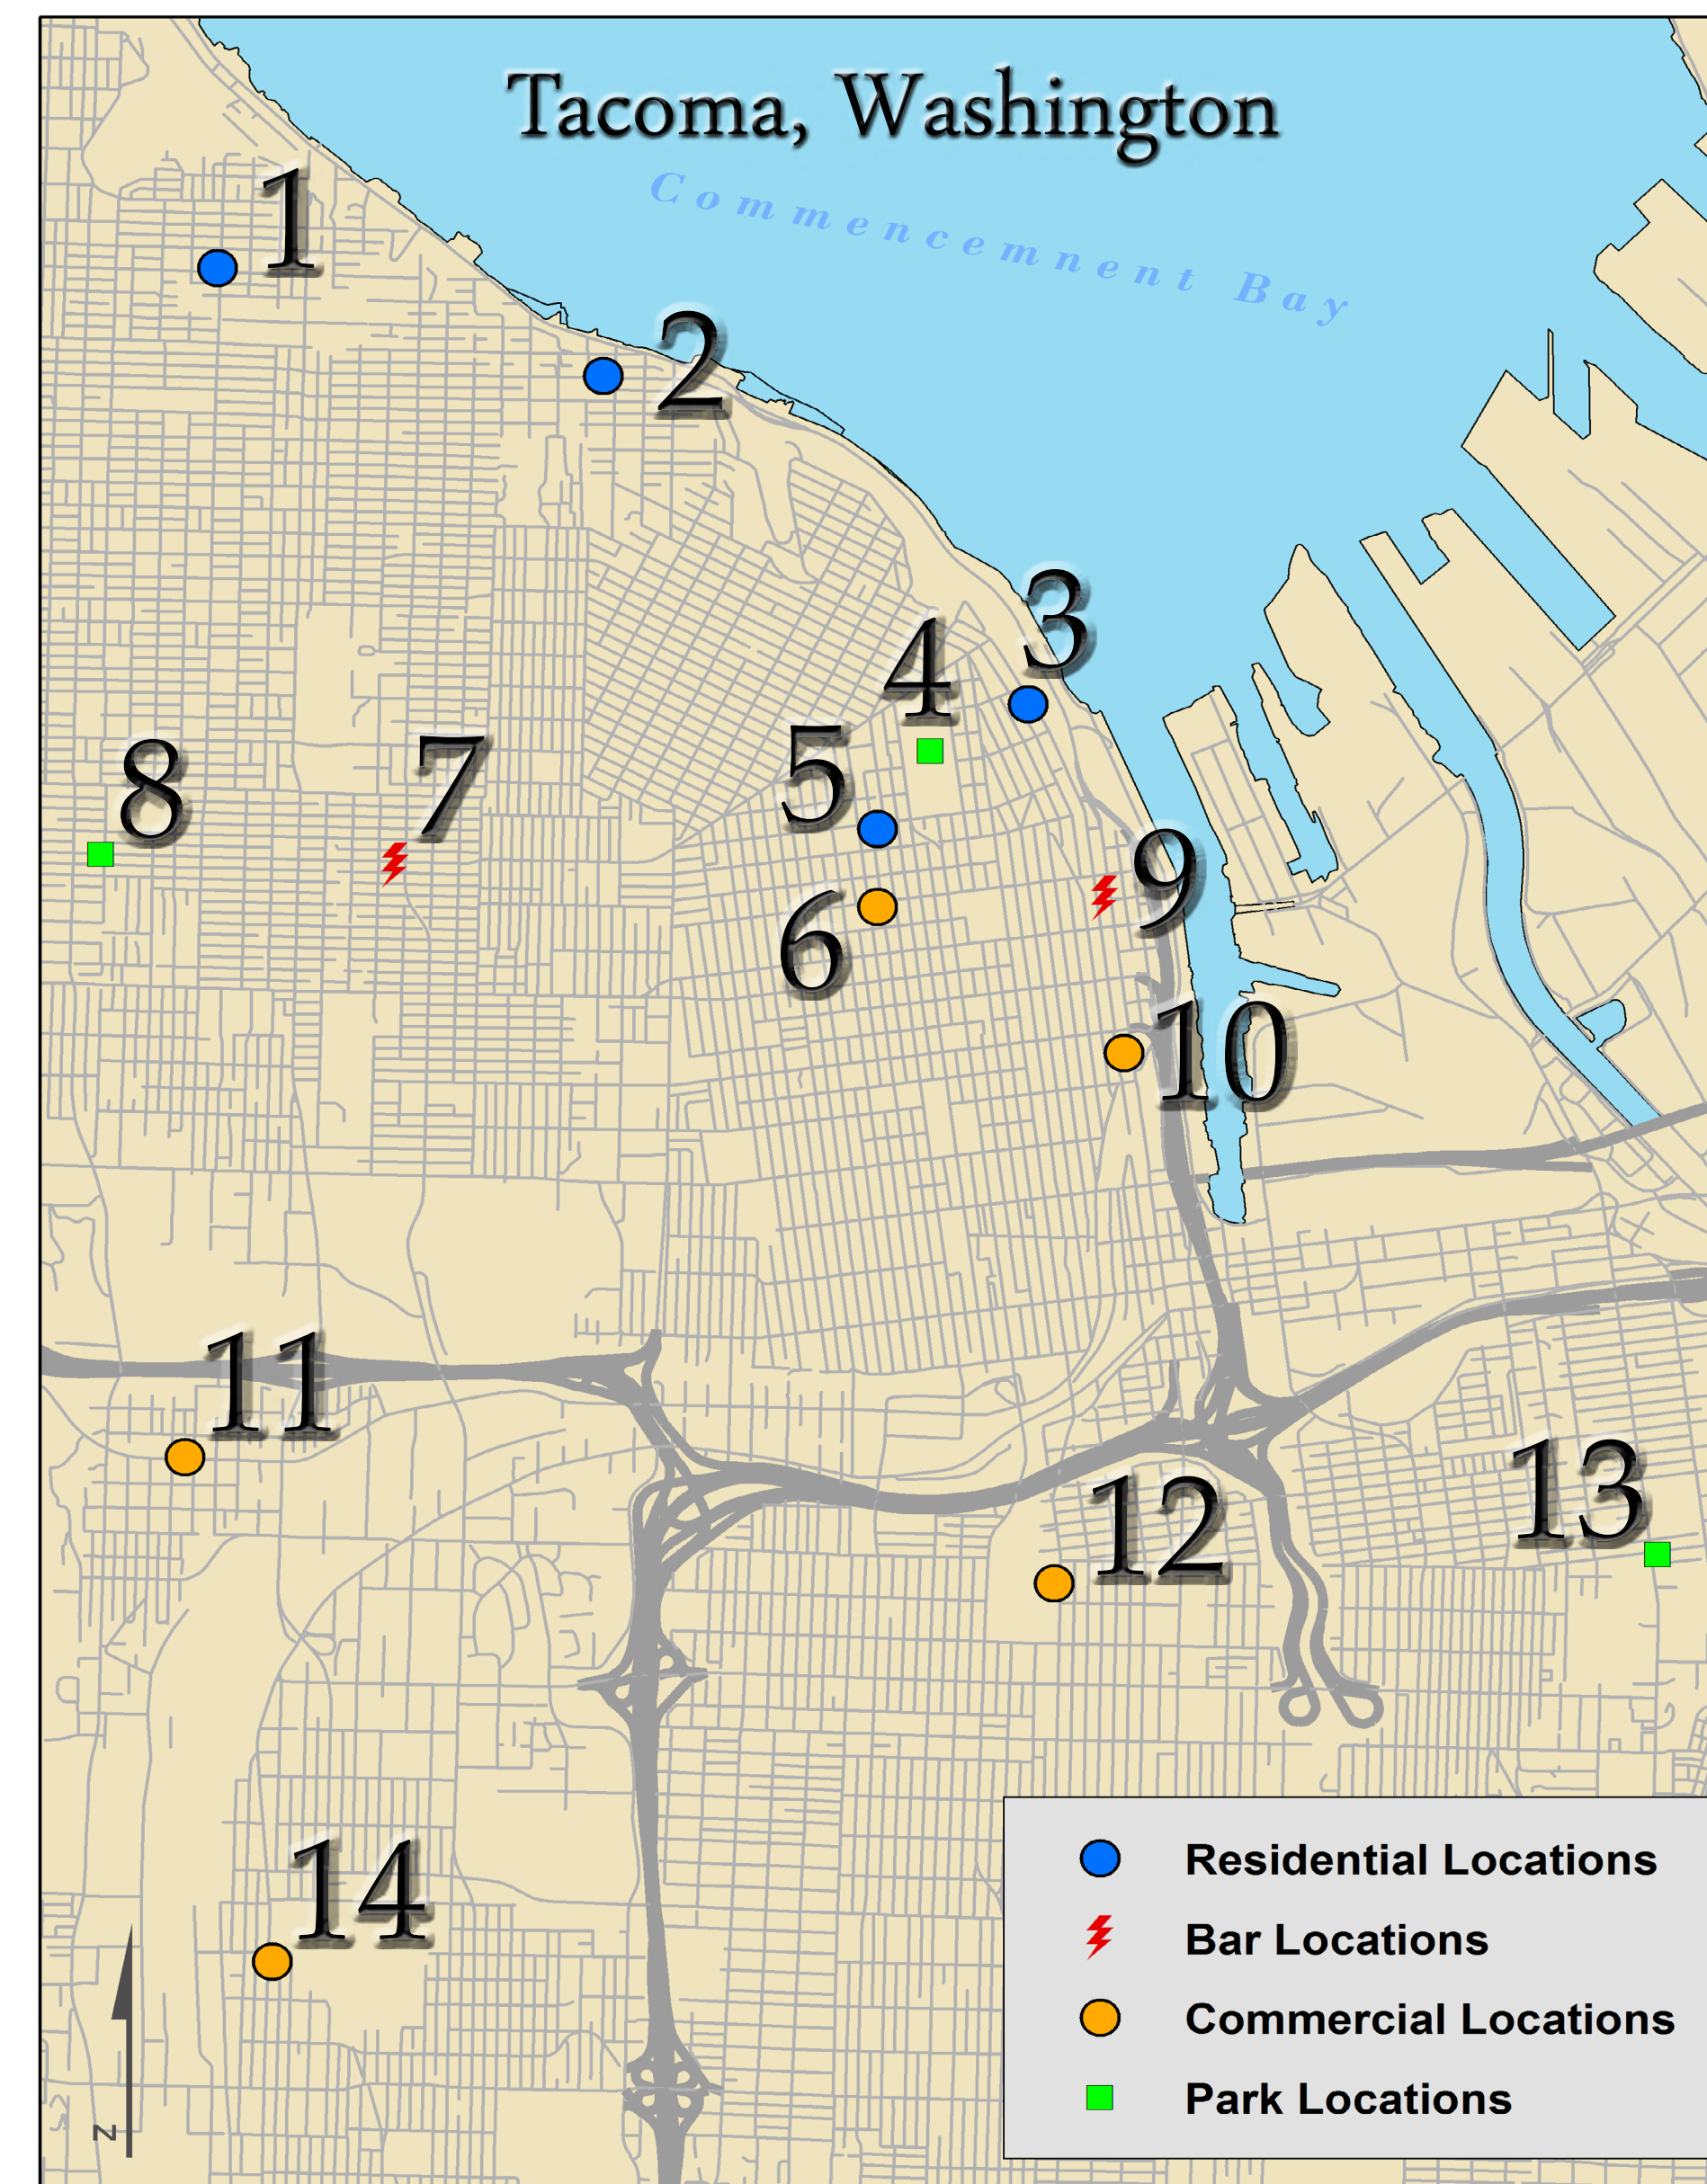 Tacoma, Washington
Commencemnent Bay
1
2
3
4
5
8
7
9
6
10
11
12
13
14
Residential Locations
Bar Locations
Commercial Locations
Park Locations
N